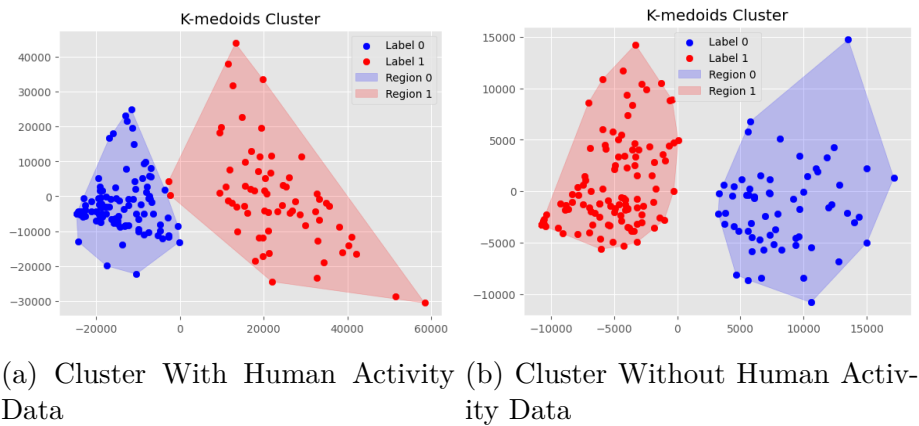 K-medoids Cluster
Label 0
Label 1
Region 0
Region 1
40000
30000
20000
10000
0
−10000
−20000
−30000
−20000 0 20000 40000 60000
(a) Cluster With Human Activity
Data
K-medoids Cluster
Label 0
Label 1
Region 0
Region 1
15000
10000
5000
0
−5000
−10000
−10000 −5000 0 5000 10000 15000
(b) Cluster Without Human Activ-
ity Data